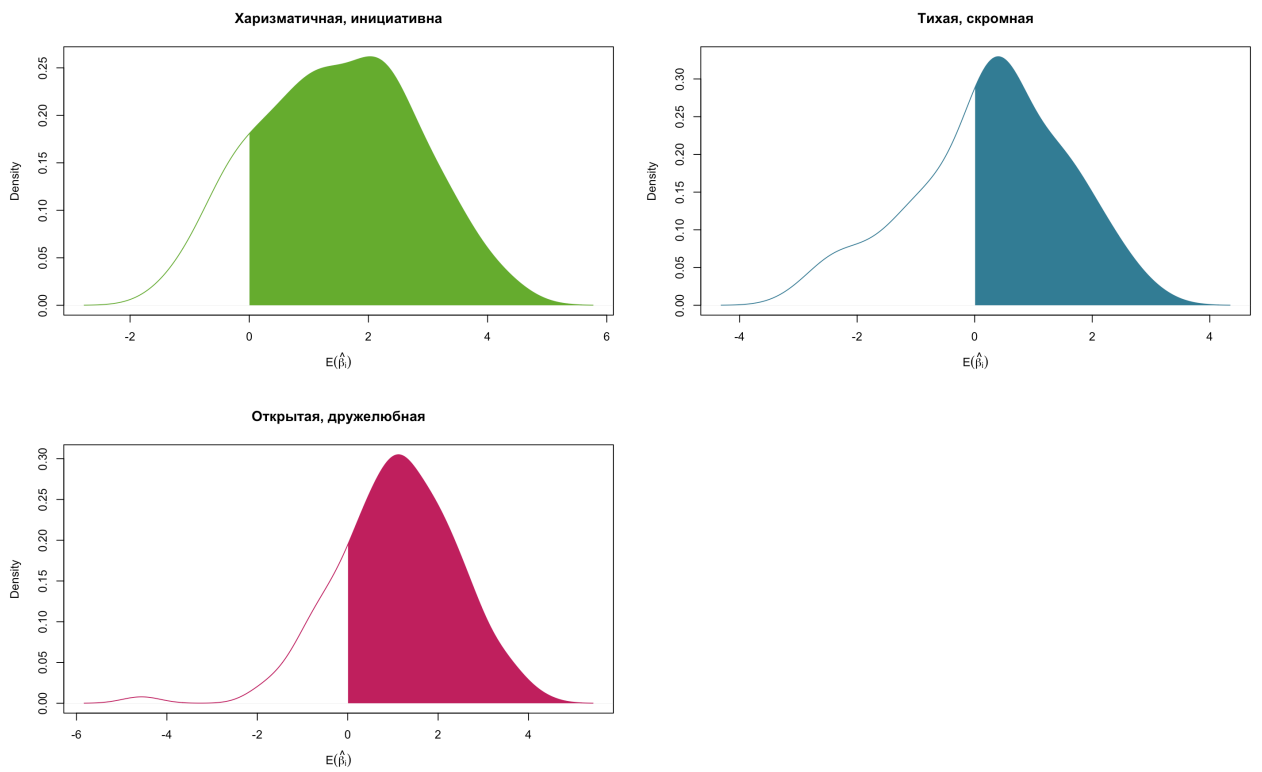 Харизматичная, инициативна
Density
0.00 0.05 0.10 0.15 0.20 0.25
-2 0 2 4 6
E(β̂ᵢ)
Тихая, скромная
Density
0.00 0.05 0.10 0.15 0.20 0.25 0.30
-4 -2 0 2 4
E(β̂ᵢ)
Открытая, дружелюбная
Density
0.00 0.05 0.10 0.15 0.20 0.25 0.30
-6 -4 -2 0 2 4
E(β̂ᵢ)